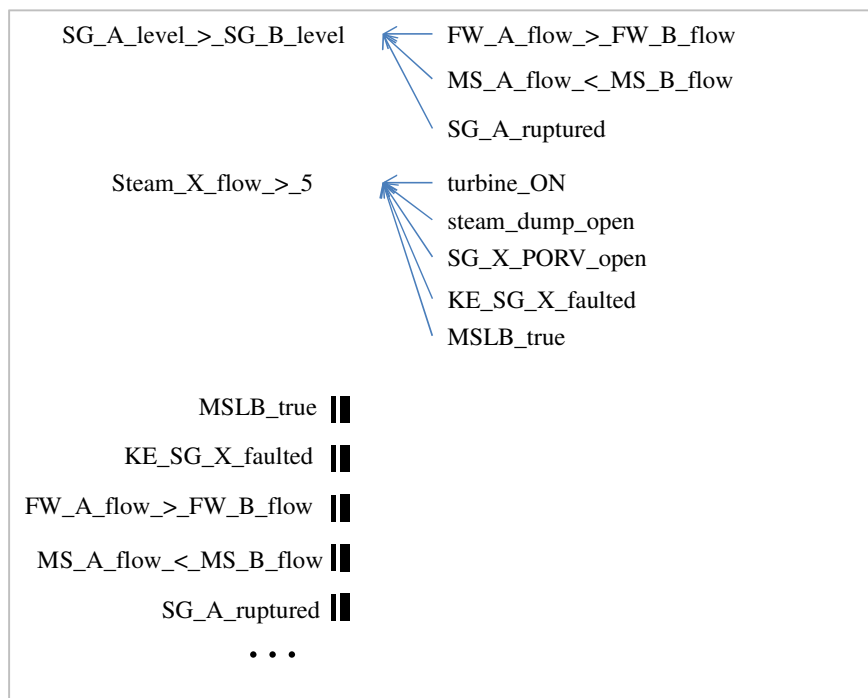 SG_A_level_>_SG_B_level
FW_A_flow_>_FW_B_flow
MS_A_flow_<_MS_B_flow
SG_A_ruptured
Steam_X_flow_>_5
turbine_ON
steam_dump_open
SG_X_PORV_open
KE_SG_X_faulted
MSLB_true
MSLB_true
KE_SG_X_faulted
FW_A_flow_>_FW_B_flow
MS_A_flow_<_MS_B_flow
SG_A_ruptured
...